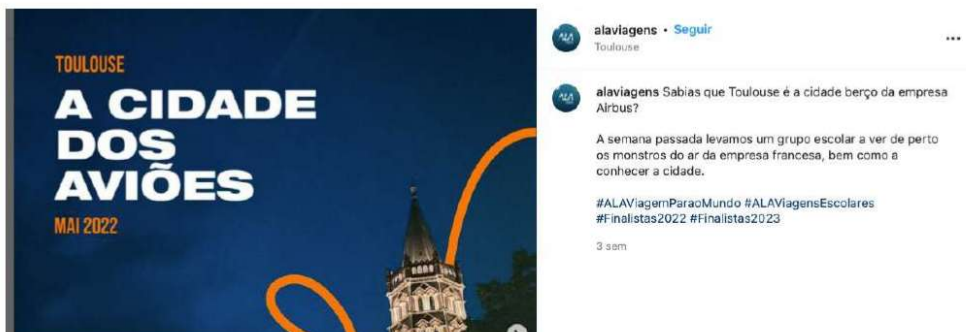 TOULOUSE
A CIDADE
DOS
AVIÕES
MAI 2022
alaviagens • Seguir
Toulouse
alaviagens Sabias que Toulouse é a cidade berço da empresa
Airbus?
A semana passada levamos um grupo escolar a ver de perto
os monstros do ar da empresa francesa, bem como a
conhecer a cidade.
#ALAViagemParaoMundo #ALAViagensEscolares
#Finalistas2022 #Finalistas2023
3 sem